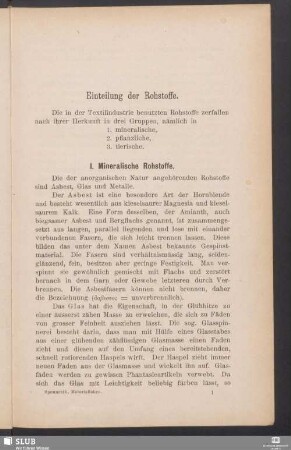 Einteilung der Rohstoffe.
Die in der Textilindustrie benutzten Rohstoffe zerfallen
nach ihrer Herkunft in drei Gruppen, nämlich in
1. mineralische,
2. pflanzliche,
3. tierische.
I. Mineralische Rohstoffe.
Die der anorganischen Natur angehörenden Rohstoffe
sind Asbest, Glas und Metalle.
Der Asbest ist eine besondere Art der Hornblende
und besteht wesentlich aus kieselsaurer Magnesia und kiesel-
saurem Kalk. Eine Form desselben, der Amianth, auch
biegsamer Asbest und Bergflachs genannt, ist zusammenge-
setzt aus langen, parallel liegenden und lose mit einander
verbundenen Fasern, die sich leicht trennen lassen. Diese
bilden das unter dem Namen Asbest bekannte Gespinst-
material. Die Fasern sind verhältnismässig lang, seiden-
glänzend, fein, besitzen aber geringe Festigkeit. Man ver-
spinnt sie gewöhnlich gemischt mit Flachs und zerstört
hernach in dem Garn oder Gewebe letzteren durch Ver-
brennen. Die Asbestfasern können nicht brennen, daher
die Bezeichnung (ἄσβεστος = unverbrennlich).
Das Glas hat die Eigenschaft, in der Glühhitze zu
einer äusserst zähen Masse zu erweichen, die sich zu Fäden
von grosser Feinheit ausziehen lässt. Die sog. Glasspin-
nerei beruht darin, dass man mit Hülfe eines Glasstabes
aus einer glühenden zähflüssigen Glasmasse einen Faden
zieht und diesen auf den Umfang eines bereitstehenden,
schnell rotierenden Haspels wirft. Der Haspel zieht immer
neuen Faden aus der Glasmasse und wickelt ihn auf. Glas-
fäden werden zu gewissen Phantasieartikeln verwebt. Da
sich das Glas mit Leichtigkeit beliebig färben lässt, so
1
SLUB
Wir führen Wissen.